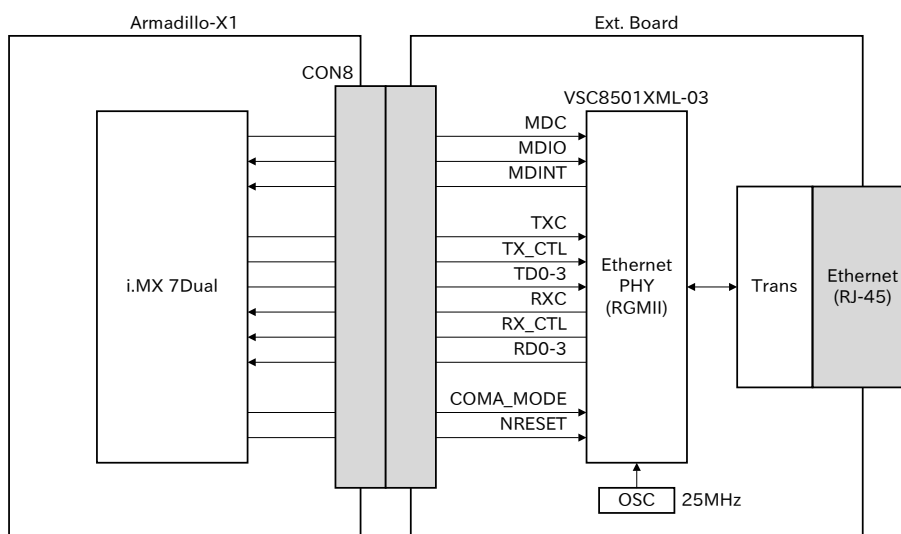 Armadillo-X1
Ext. Board
CON8
VSC8501XML-03
MDC
MDIO
MDINT
TXC
TX_CTL
TD0-3
RXC
RX_CTL
RD0-3
COMA_MODE
NRESET
i.MX 7Dual
Ethernet
PHY
(RGMII)
Trans
Ethernet
(RJ-45)
OSC
25MHz